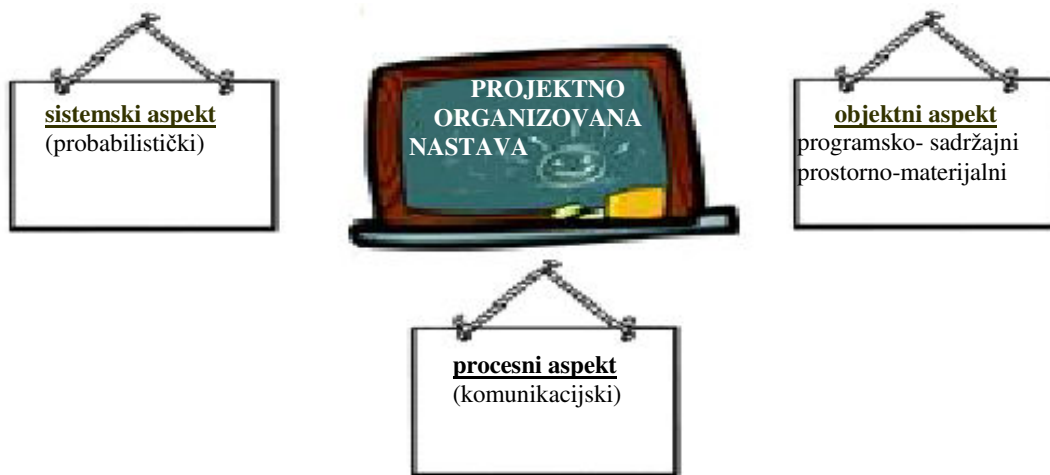 sistemski aspekt
(probabilistički)
PROJEKTNO
ORGANIZOVANA
NASTAVA
objektni aspekt
programsko- sadržajni
prostorno-materijalni
procesni aspekt
(komunikacijski)